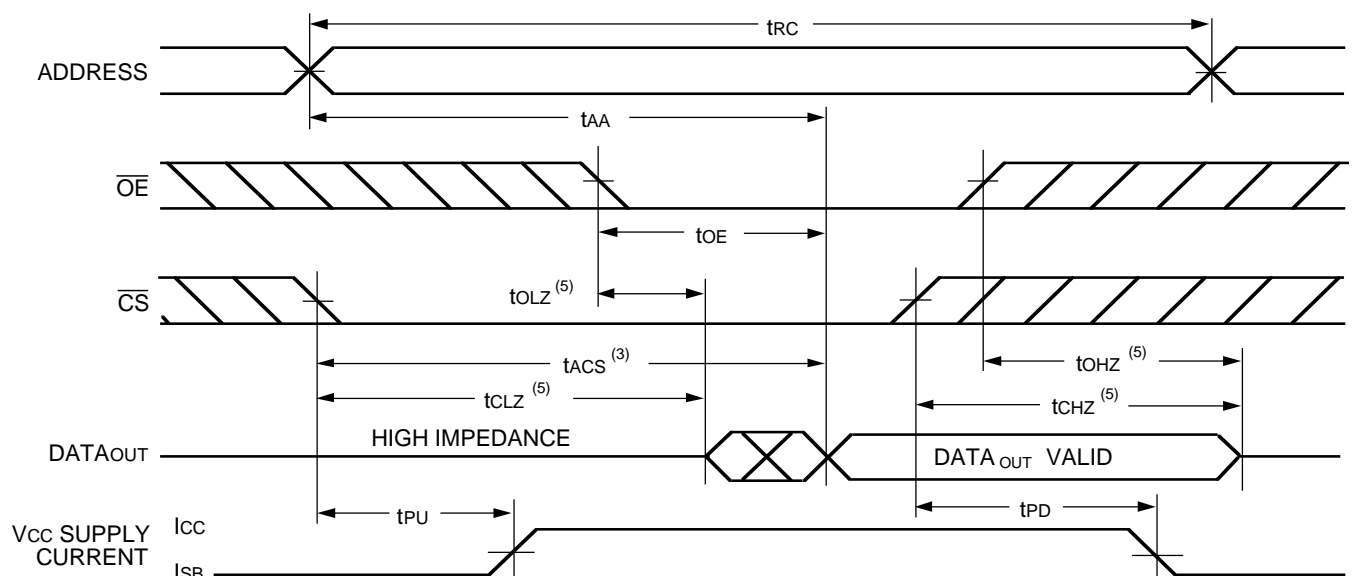 tRC
ADDRESS
tAA
OE
tOE
CS
tOLZ (5)
tACS (3)
tOHZ (5)
tCLZ (5)
tCHZ (5)
HIGH IMPEDANCE
DATAOUT
DATA OUT VALID
tPU
tPD
VCC SUPPLY
CURRENT
ICC
ISB